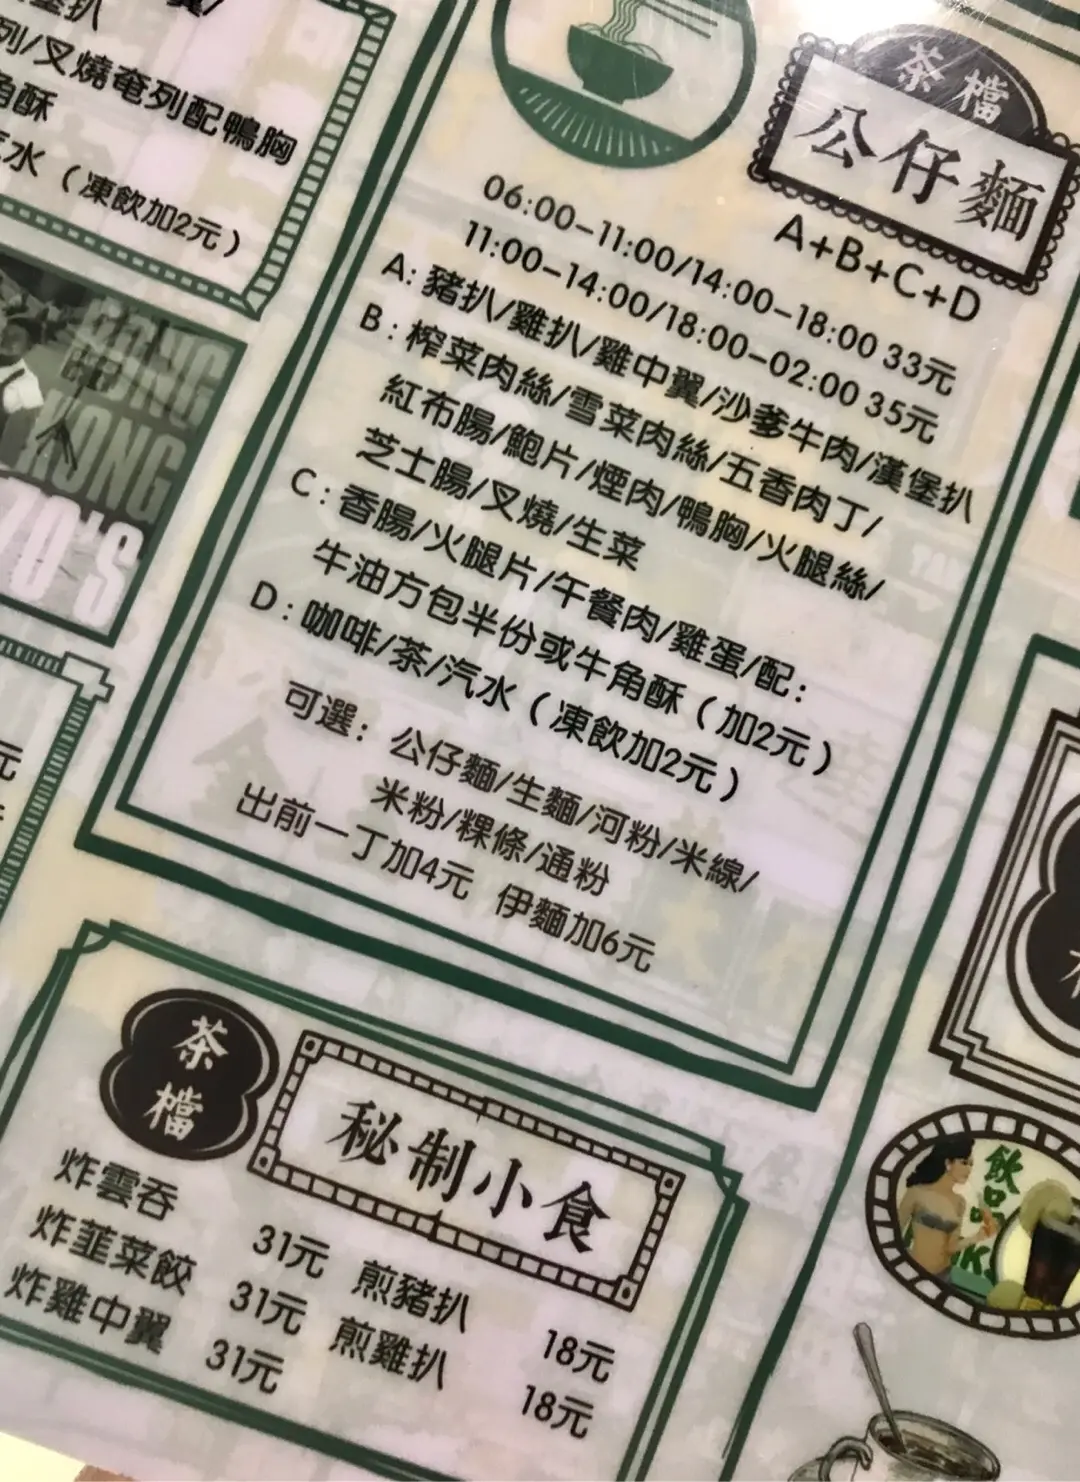 列/叉燒奄列配鴨胸
角酥
水（凍飲加2元）
茶檔
公仔麵
A+B+C+D
06:00-11:00/14:00-18:00 33元
11:00-14:00/18:00-02:00 35元
A: 豬扒/雞扒/雞中翼/沙爹牛肉/漢堡扒
B: 榨菜肉絲/雪菜肉絲/五香肉丁/
紅布腸/鮑片/煙肉/鴨胸/火腿絲/
芝士腸/叉燒/生菜
C: 香腸/火腿片/午餐肉/雞蛋/配:
牛油方包半份或牛角酥（加2元）
D: 咖啡/茶/汽水（凍飲加2元）
可選: 公仔麵/生麵/河粉/米線/
米粉/粿條/通粉
出前一丁加4元 伊麵加6元
HONG
KONG
茶檔
秘制小食
炸雲吞 31元 煎豬扒 18元
炸韮菜餃 31元 煎雞扒 18元
炸雞中翼 31元
飲品